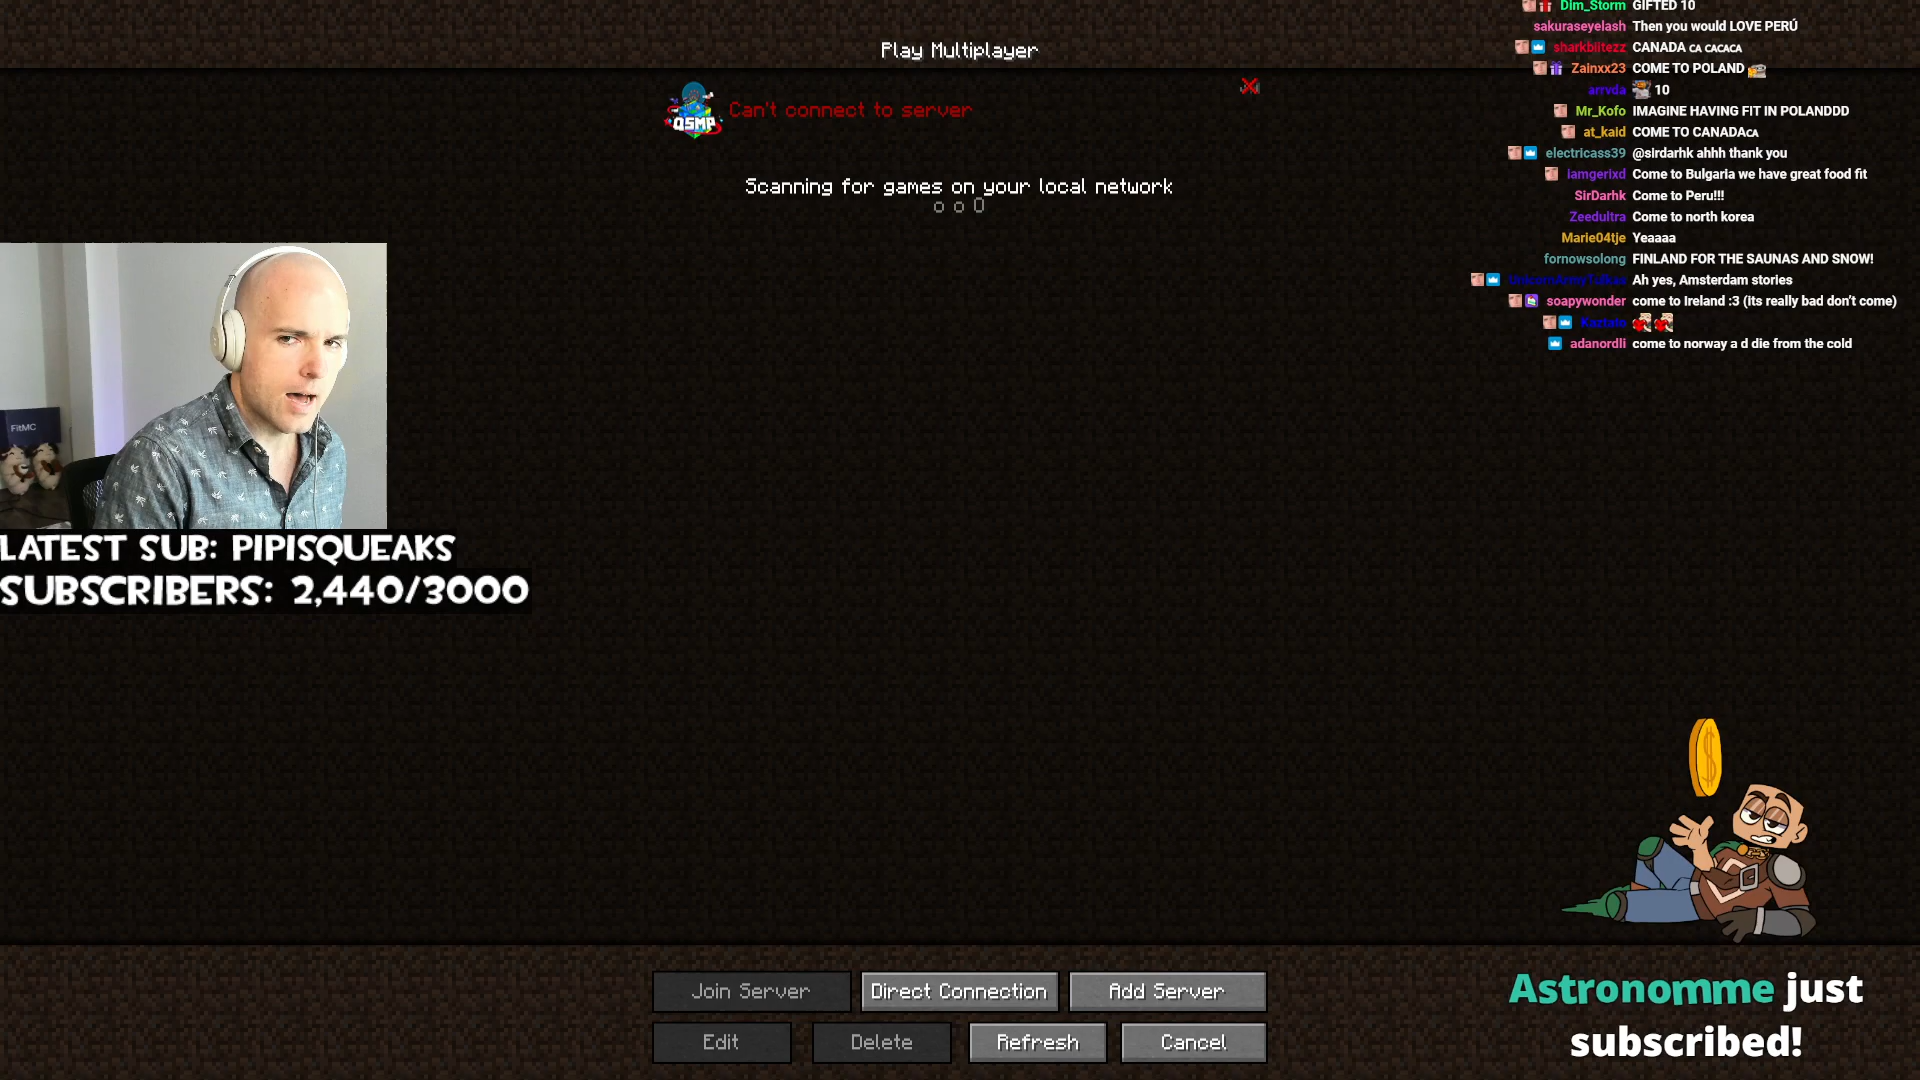 Play Multiplayer
QSMP
Can't connect to server
Scanning for games on your local network
o o O
Dim_Storm GIFTED 10
sakuraseyelash Then you would LOVE PERÚ
sharkbiitezz CANADA CA CACACA
Zainxx23 COME TO POLAND
arrvda 10
Mr_Kofo IMAGINE HAVING FIT IN POLANDDD
at_kaid COME TO CANADACA
electricass39 @sirdarhk ahhh thank you
iamgerixd Come to Bulgaria we have great food fit
SirDarhk Come to Peru!!!
Zeedultra Come to north korea
Marie04tje Yeaaaa
fornowsolong FINLAND FOR THE SAUNAS AND SNOW!
Ah yes, Amsterdam stories
soapywonder come to Ireland :3 (its really bad don't come)
adanordli come to norway a d die from the cold
FitMC
LATEST SUB: PIPISQUEAKS
SUBSCRIBERS: 2,440/3000
Join Server
Direct Connection
Add Server
Edit
Delete
Refresh
Cancel
Astronomme just
subscribed!